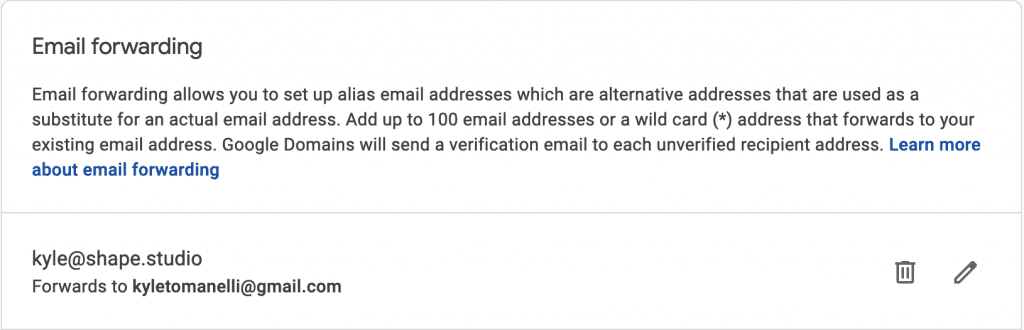 Email forwarding
Email forwarding allows you to set up alias email addresses which are alternative addresses that are used as a
substitute for an actual email address. Add up to 100 email addresses or a wild card (*) address that forwards to your
existing email address. Google Domains will send a verification email to each unverified recipient address. Learn more
about email forwarding
kyle@shape.studio
Forwards to kyletomanelli@gmail.com